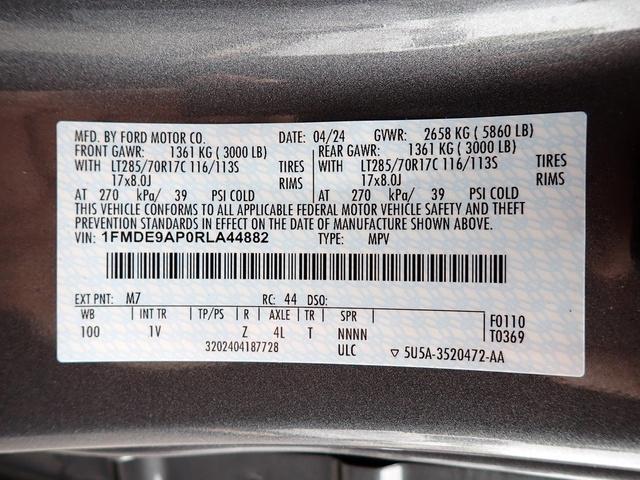 MFD. BY FORD MOTOR CO. DATE: 04/24 GVWR: 2658 KG ( 5860 LB)
FRONT GAWR: 1361 KG ( 3000 LB) REAR GAWR: 1361 KG ( 3000 LB)
WITH LT285/70R17C 116/113S TIRES WITH LT285/70R17C 116/113S TIRES
17x8.0J RIMS 17x8.0J RIMS
AT 270 kPa/ 39 PSI COLD AT 270 kPa/ 39 PSI COLD
THIS VEHICLE CONFORMS TO ALL APPLICABLE FEDERAL MOTOR VEHICLE SAFETY AND THEFT
PREVENTION STANDARDS IN EFFECT ON THE DATE OF MANUFACTURE SHOWN ABOVE.
VIN: 1FMDE9AP0RLA44882 TYPE: MPV
EXT PNT: M7 RC: 44 DSO:
WB INT TR TP/PS R AXLE TR SPR F0110
100 1V Z 4L T NNNN T0369
3202404187728 ULC ▽ 5U5A-3520472-AA